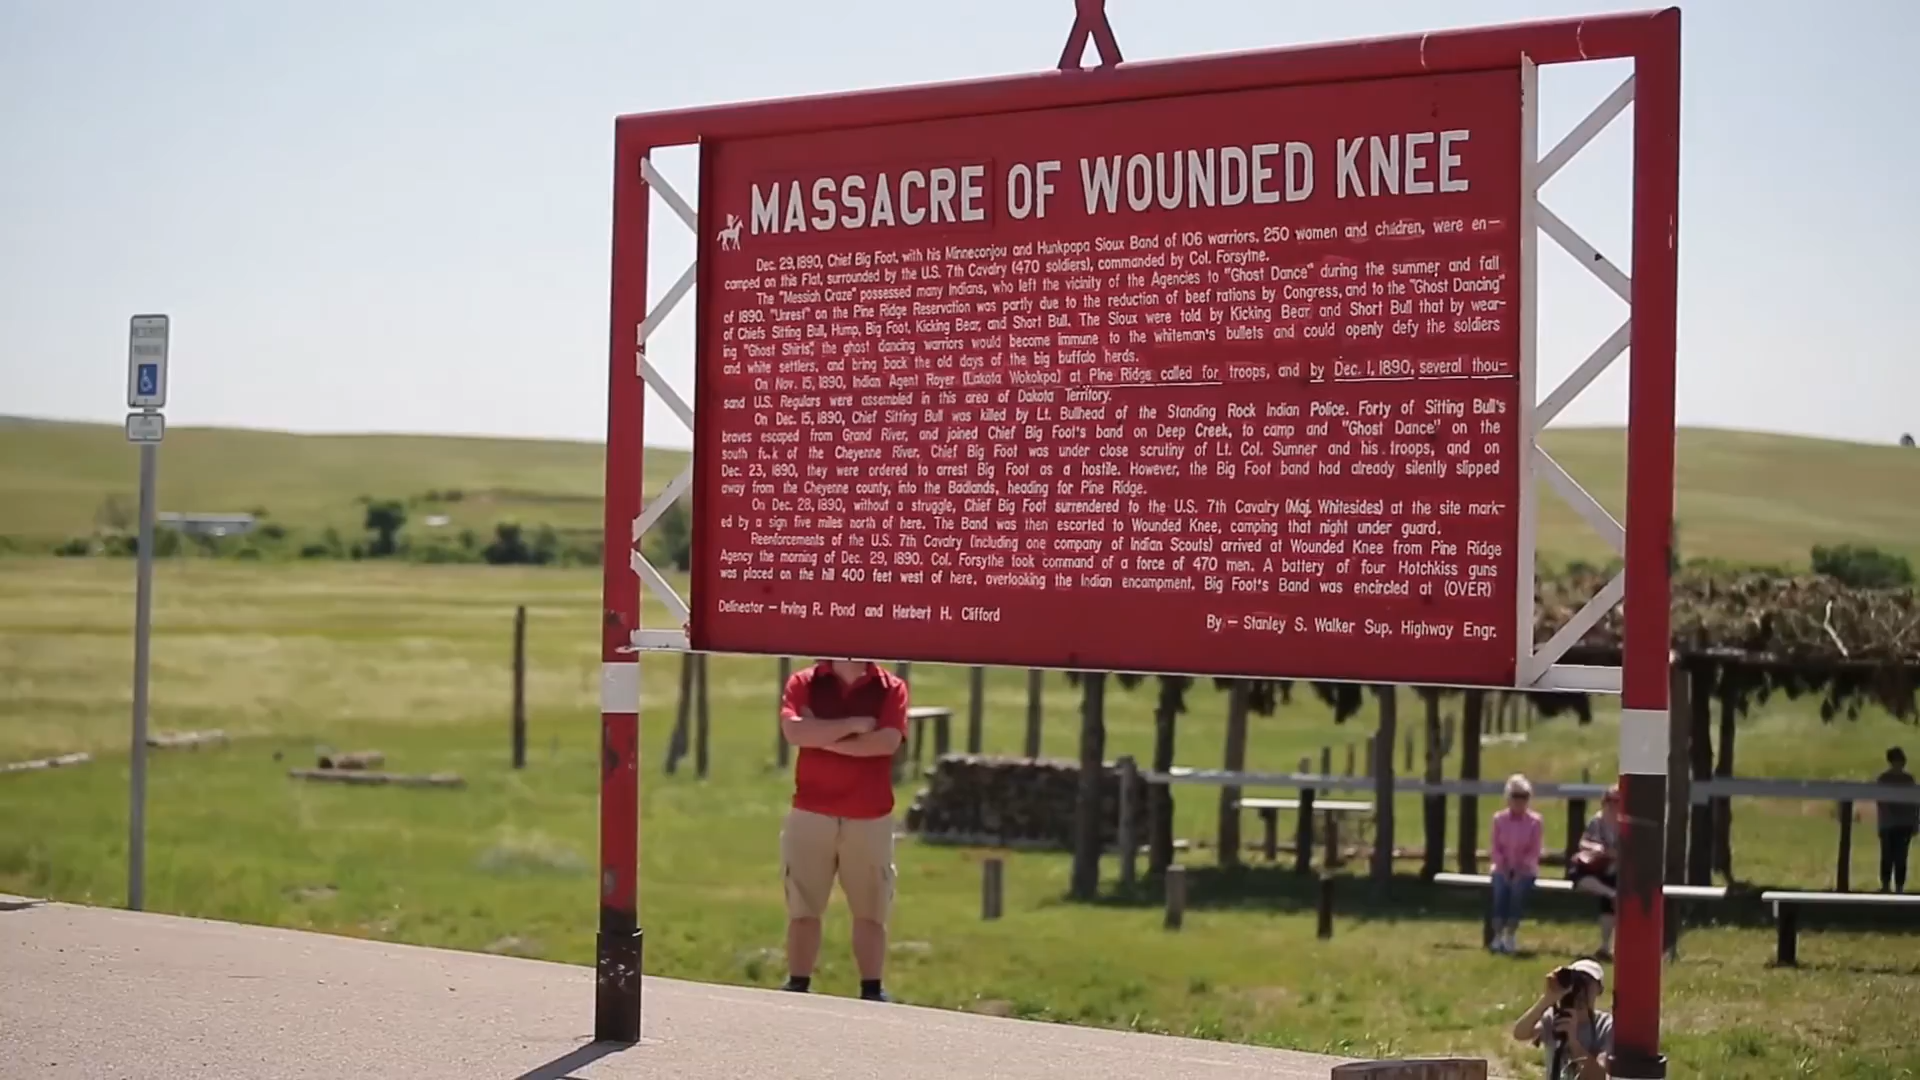 MASSACRE OF WOUNDED KNEE
Dec. 29, 1890, Chief Big Foot, with his Minneconjou and Hunkpapa Sioux Band of 106 warriors, 250 women and children, were en-
camped on this Flat, surrounded by the U.S. 7th Cavalry (470 soldiers), commanded by Col. Forsythe.
The "Messiah Craze" possessed many Indians, who left the vicinity of the Agencies to "Ghost Dance" during the summer and fall
of 1890. "Unrest" on the Pine Ridge Reservation was partly due to the reduction of beef rations by Congress, and to the "Ghost Dancing"
of Chiefs Sitting Bull, Hump, Big Foot, Kicking Bear, and Short Bull. The Sioux were told by Kicking Bear and Short Bull that by wear-
ing "Ghost Shirts," the ghost dancing warriors would become immune to the whiteman's bullets and could openly defy the soldiers
and white settlers, and bring back the old days of the big buffalo herds.
On Nov. 15, 1890, Indian Agent Royer (Lakota Wokokpa) at Pine Ridge called for troops, and by Dec. 1, 1890, several thou-
sand U.S. Regulars were assembled in this area of Dakota Territory.
On Dec. 15, 1890, Chief Sitting Bull was killed by Lt. Bullhead of the Standing Rock Indian Police. Forty of Sitting Bull's
braves escaped from Grand River, and joined Chief Big Foot's band on Deep Creek, to camp and "Ghost Dance" on the
south fork of the Cheyenne River. Chief Big Foot was under close scrutiny of Lt. Col. Sumner and his troops, and on
Dec. 23, 1890, they were ordered to arrest Big Foot as a hostile. However, the Big Foot band had already silently slipped
away from the Cheyenne county, into the Badlands, heading for Pine Ridge.
On Dec. 28, 1890, without a struggle, Chief Big Foot surrendered to the U.S. 7th Cavalry (Maj. Whitesides) at the site mark-
ed by a sign five miles north of here. The Band was then escorted to Wounded Knee, camping that night under guard.
Reenforcements of the U.S. 7th Cavalry (including one company of Indian Scouts) arrived at Wounded Knee from Pine Ridge
Agency the morning of Dec. 29, 1890. Col. Forsythe took command of a force of 470 men. A battery of four Hotchkiss guns
was placed on the hill 400 feet west of here, overlooking the Indian encampment. Big Foot's Band was encircled at (OVER)
Delineator – Irving R. Pond and Herbert H. Clifford
By – Stanley S. Walker Sup. Highway Engr.
RESERVED
PARKING